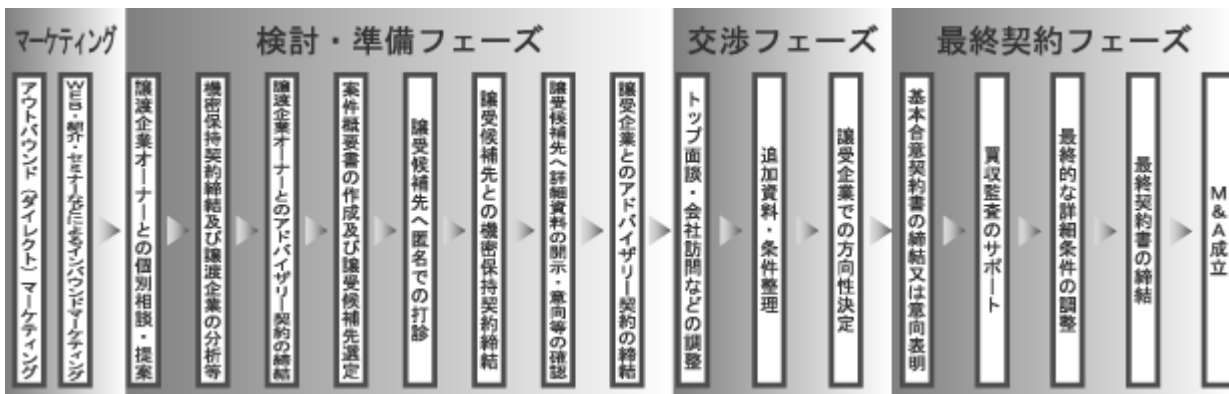 マーケティング
アウトバウンド(ダイレクト)マーケティング
WEB・紹介・セミナーなどによるインバウンドマーケティング
検討・準備フェーズ
譲渡企業オーナーとの個別相談・提案
機密保持契約締結及び譲渡企業の分析等
譲渡企業オーナーとのアドバイザリー契約の締結
案件概要書の作成及び譲受候補先選定
譲受候補先へ匿名での打診
譲受候補先との機密保持契約締結
譲受候補先へ詳細資料の開示・意向等の確認
譲受企業とのアドバイザリー契約の締結
交渉フェーズ
トップ面談・会社訪問などの調整
追加資料・条件整理
譲受企業での方向性決定
最終契約フェーズ
基本合意契約書の締結又は意向表明
買収監査のサポート
最終的な詳細条件の調整
最終契約書の締結
M&A成立